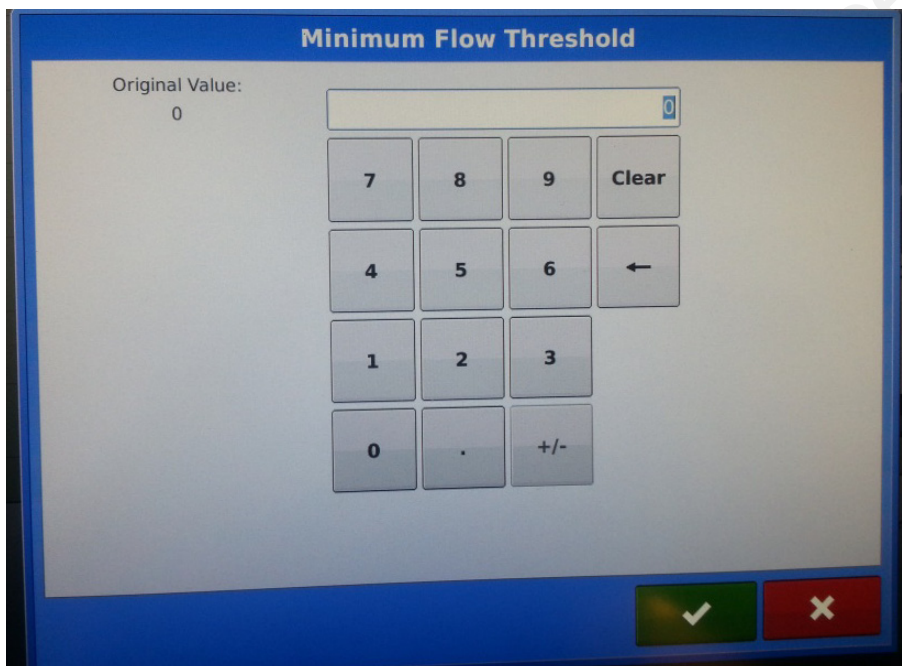 Minimum Flow Threshold
Original Value:
0
0
7 8 9 Clear
4 5 6 ←
1 2 3
0 . +/-